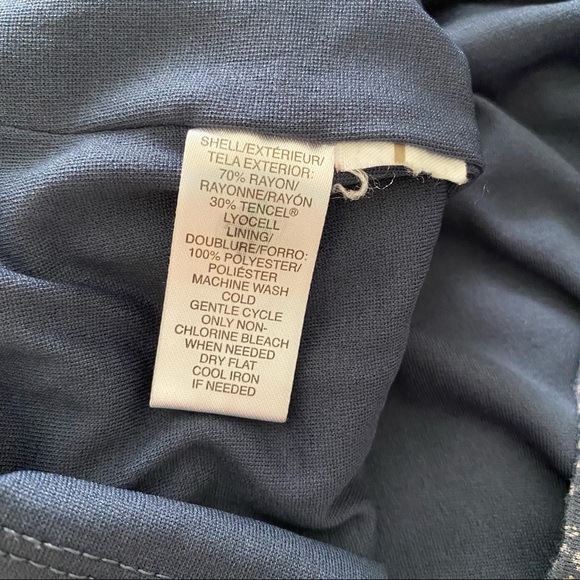 SHELL/EXTÉRIEUR/
TELA EXTERIOR:
70% RAYON/
RAYONNE/RAYÓN
30% TENCEL®
LYOCELL
LINING/
DOUBLURE/FORRO:
100% POLYESTER/
POLIÉSTER
MACHINE WASH
COLD
GENTLE CYCLE
ONLY NON-
CHLORINE BLEACH
WHEN NEEDED
DRY FLAT
COOL IRON
IF NEEDED